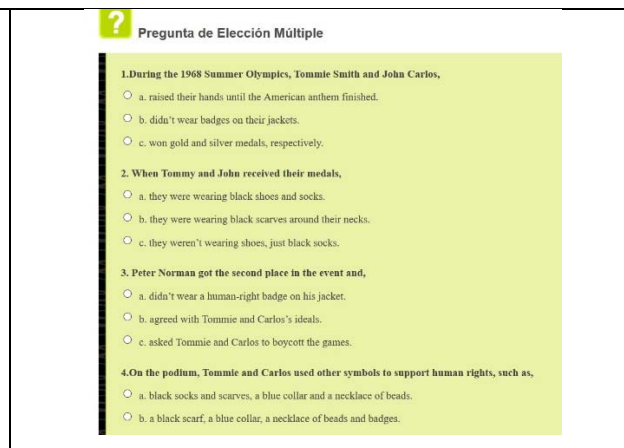 ?
Pregunta de Elección Múltiple
1.During the 1968 Summer Olympics, Tommie Smith and John Carlos,
a. raised their hands until the American anthem finished.
b. didn't wear badges on their jackets.
c. won gold and silver medals, respectively.
2. When Tommy and John received their medals,
a. they were wearing black shoes and socks.
b. they were wearing black scarves around their necks.
c. they weren't wearing shoes, just black socks.
3. Peter Norman got the second place in the event and,
a. didn't wear a human-right badge on his jacket.
b. agreed with Tommie and Carlos's ideals.
c. asked Tommie and Carlos to boycott the games.
4.On the podium, Tommie and Carlos used other symbols to support human rights, such as,
a. black socks and scarves, a blue collar and a necklace of beads.
b. a black scarf, a blue collar, a necklace of beads and badges.